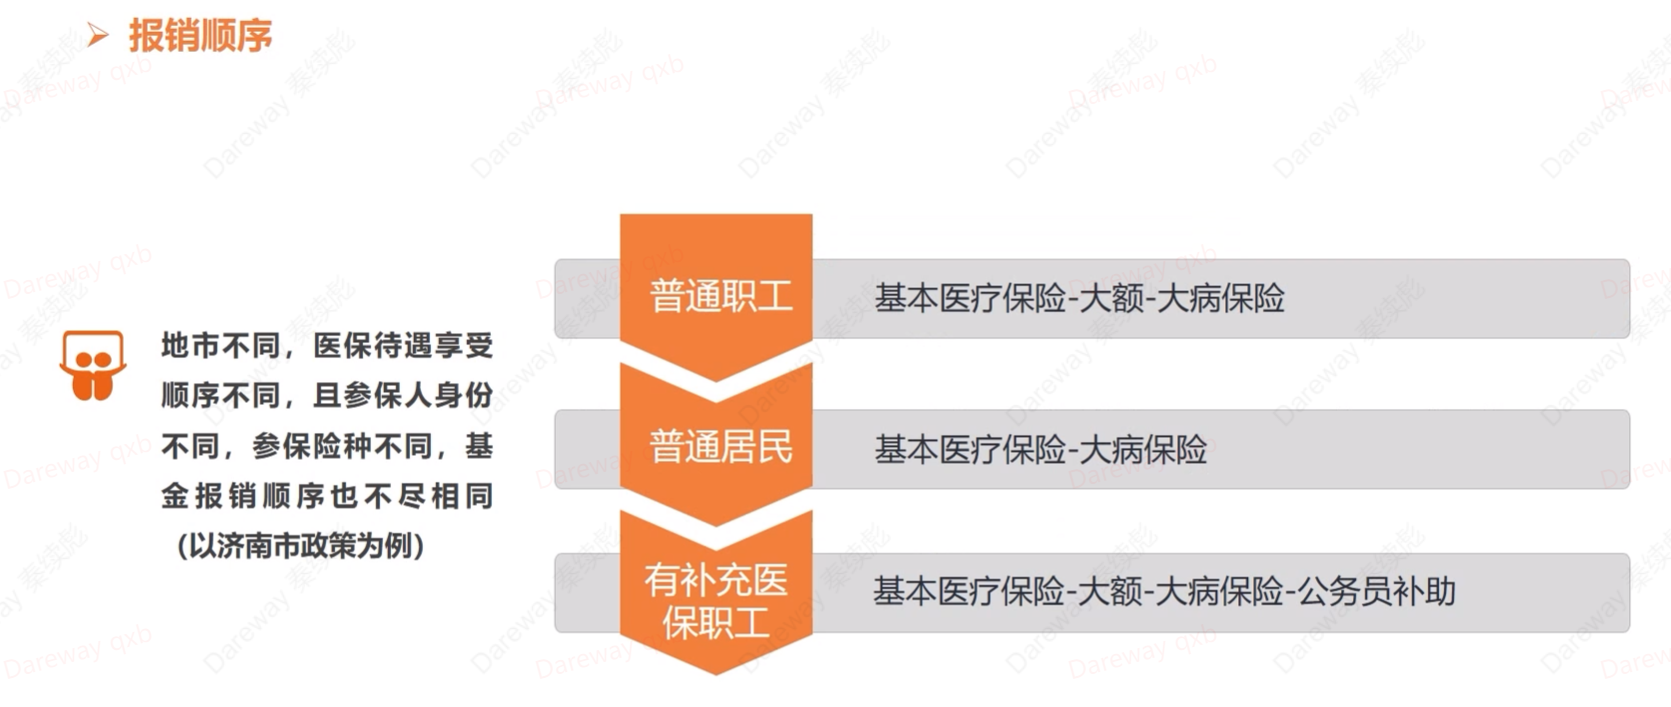 报销顺序
地市不同，医保待遇享受
顺序不同，且参保人身份
不同，参保险种不同，基
金报销顺序也不尽相同
（以济南市政策为例）
普通职工
基本医疗保险-大额-大病保险
普通居民
基本医疗保险-大病保险
有补充医
保职工
基本医疗保险-大额-大病保险-公务员补助
Dareway qxb
Dareway 秦续彪